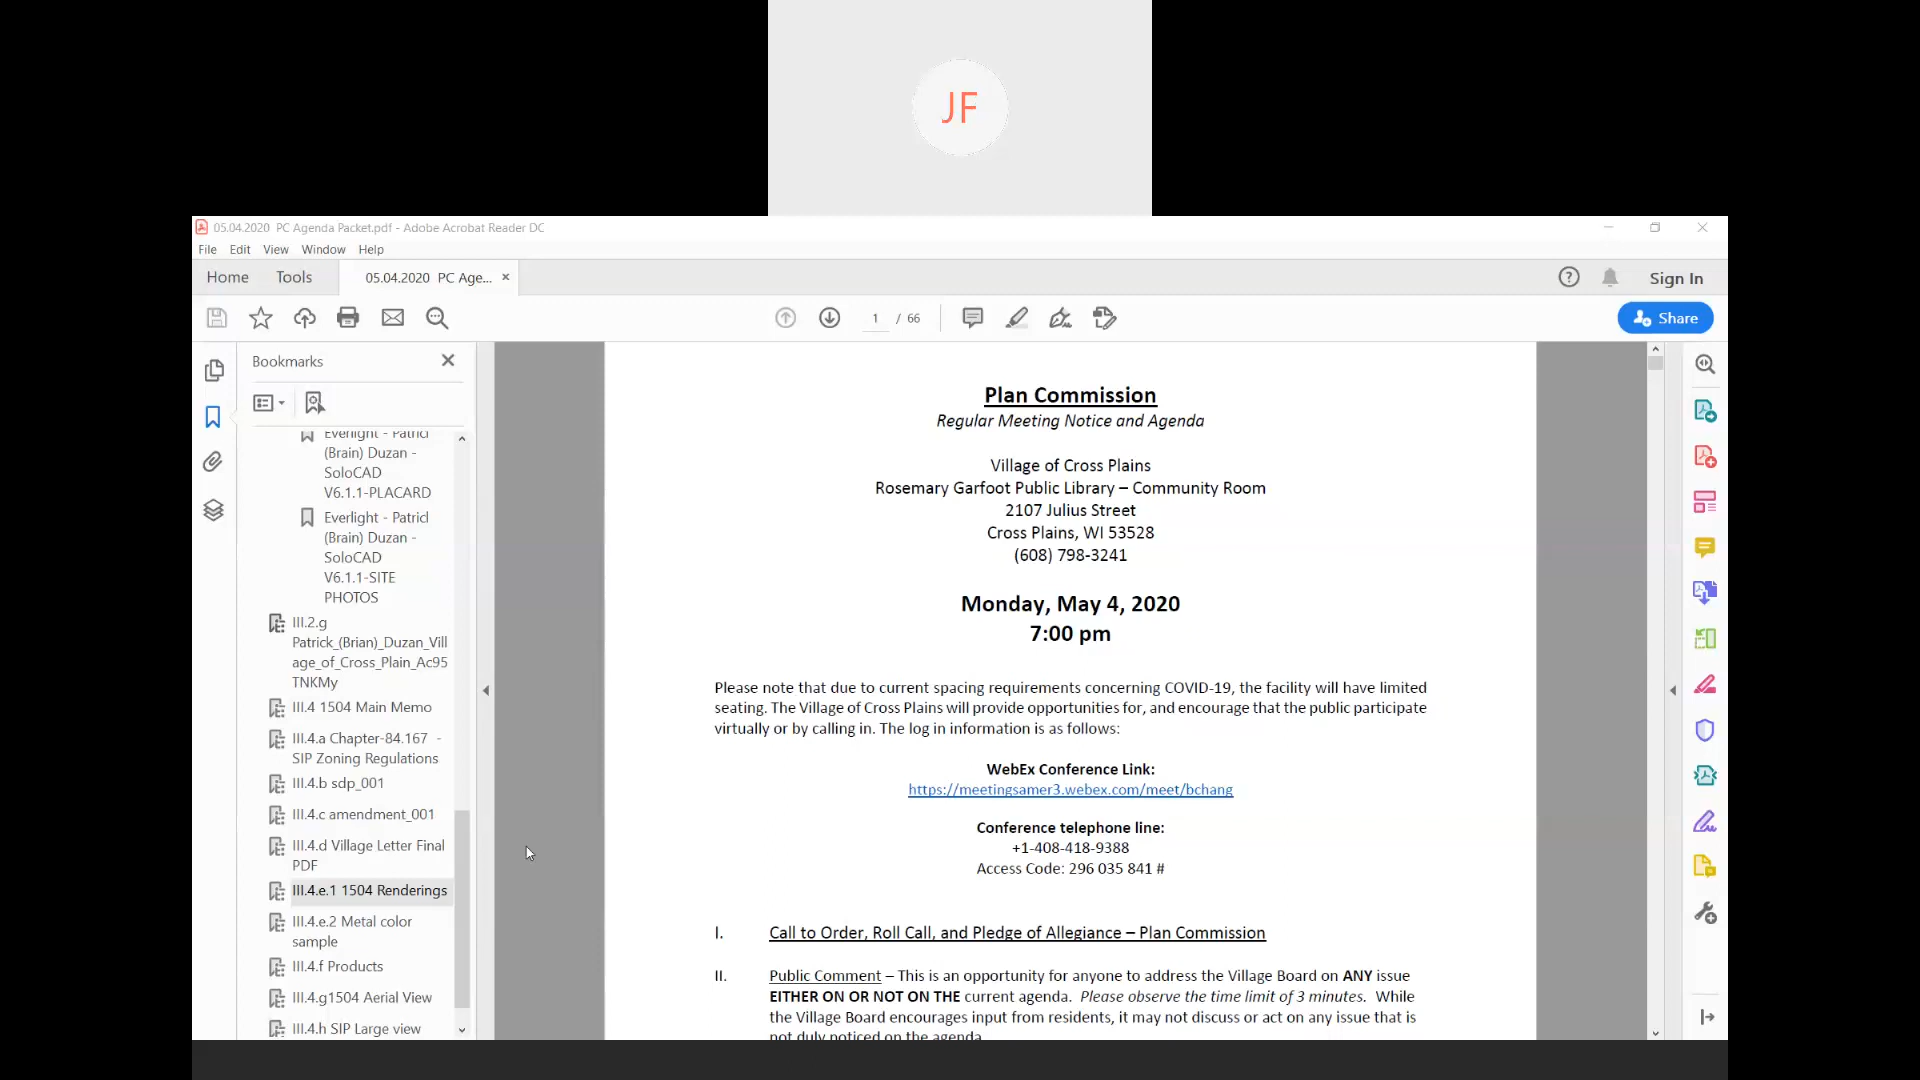 JF
05.04.2020 PC Agenda Packet.pdf - Adobe Acrobat Reader DC
File Edit View Window Help
Home Tools 05.04.2020 PC Age... Sign In
1 / 66 Share
Bookmarks
Everlight - Patricl
(Brain) Duzan -
SoloCAD
V6.1.1-PLACARD
Everlight - Patricl
(Brain) Duzan -
SoloCAD
V6.1.1-SITE
PHOTOS
III.2.g
Patrick_(Brian)_Duzan_Vill
age_of_Cross_Plain_Ac95
TNKMy
III.4 1504 Main Memo
III.4.a Chapter-84.167 -
SIP Zoning Regulations
III.4.b sdp_001
III.4.c amendment_001
III.4.d Village Letter Final
PDF
III.4.e.1 1504 Renderings
III.4.e.2 Metal color
sample
III.4.f Products
III.4.g1504 Aerial View
III.4.h SIP Large view
Plan Commission
Regular Meeting Notice and Agenda
Village of Cross Plains
Rosemary Garfoot Public Library – Community Room
2107 Julius Street
Cross Plains, WI 53528
(608) 798-3241
Monday, May 4, 2020
7:00 pm
Please note that due to current spacing requirements concerning COVID-19, the facility will have limited
seating. The Village of Cross Plains will provide opportunities for, and encourage that the public participate
virtually or by calling in. The log in information is as follows:
WebEx Conference Link:
https://meetingsamer3.webex.com/meet/bchang
Conference telephone line:
+1-408-418-9388
Access Code: 296 035 841 #
I. Call to Order, Roll Call, and Pledge of Allegiance – Plan Commission
II. Public Comment – This is an opportunity for anyone to address the Village Board on ANY issue
EITHER ON OR NOT ON THE current agenda. Please observe the time limit of 3 minutes. While
the Village Board encourages input from residents, it may not discuss or act on any issue that is
not duly noticed on the agenda.